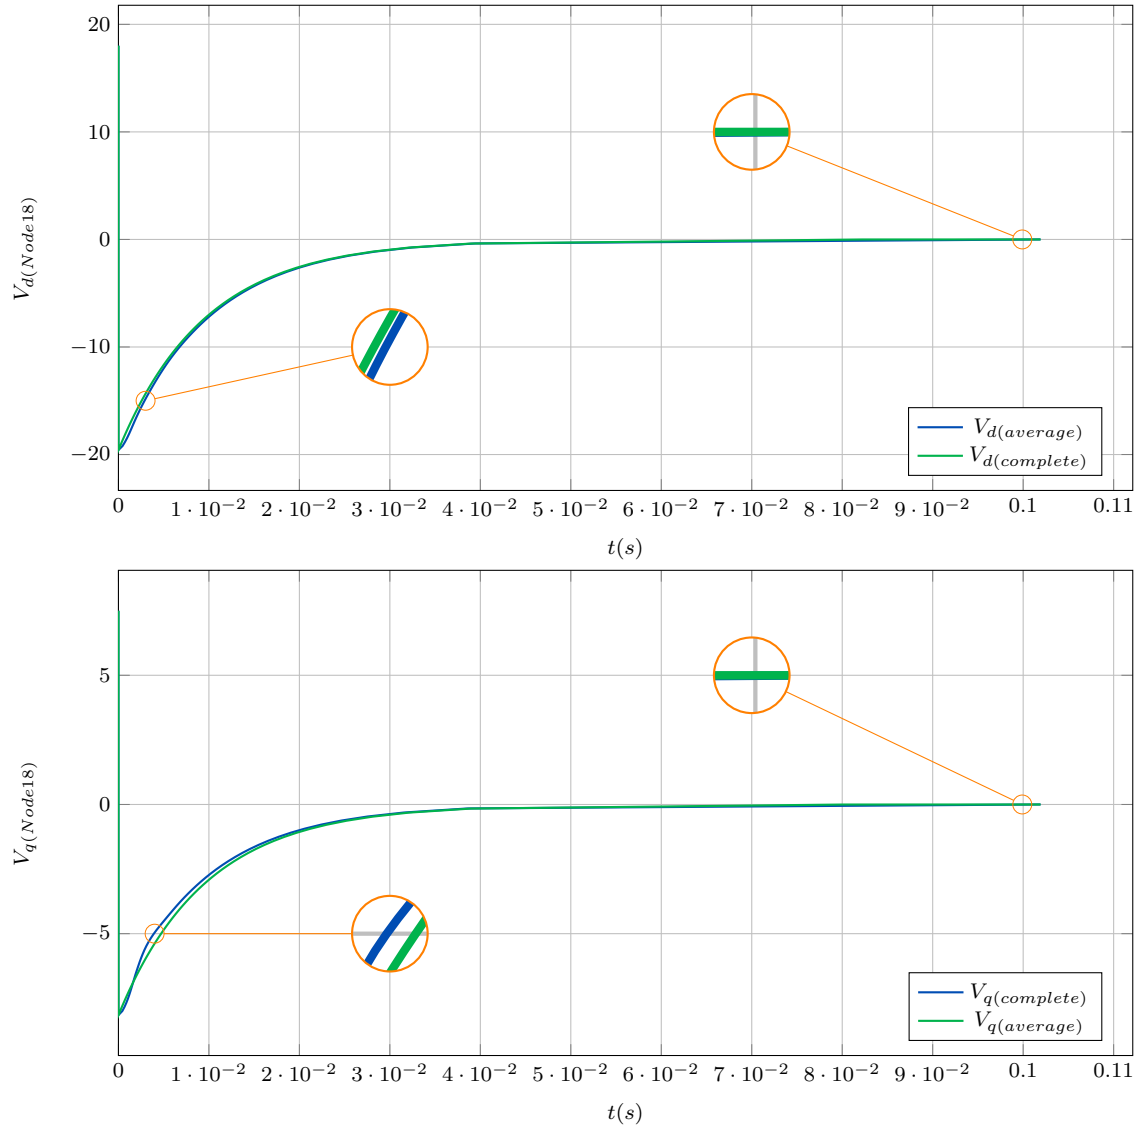 20
10
0
−10
−20
V_{d(Node18)}
V_{d(average)}
V_{d(complete)}
0 1·10^{−2} 2·10^{−2} 3·10^{−2} 4·10^{−2} 5·10^{−2} 6·10^{−2} 7·10^{−2} 8·10^{−2} 9·10^{−2} 0.1 0.11
t(s)
5
0
−5
V_{q(Node18)}
V_{q(complete)}
V_{q(average)}
0 1·10^{−2} 2·10^{−2} 3·10^{−2} 4·10^{−2} 5·10^{−2} 6·10^{−2} 7·10^{−2} 8·10^{−2} 9·10^{−2} 0.1 0.11
t(s)